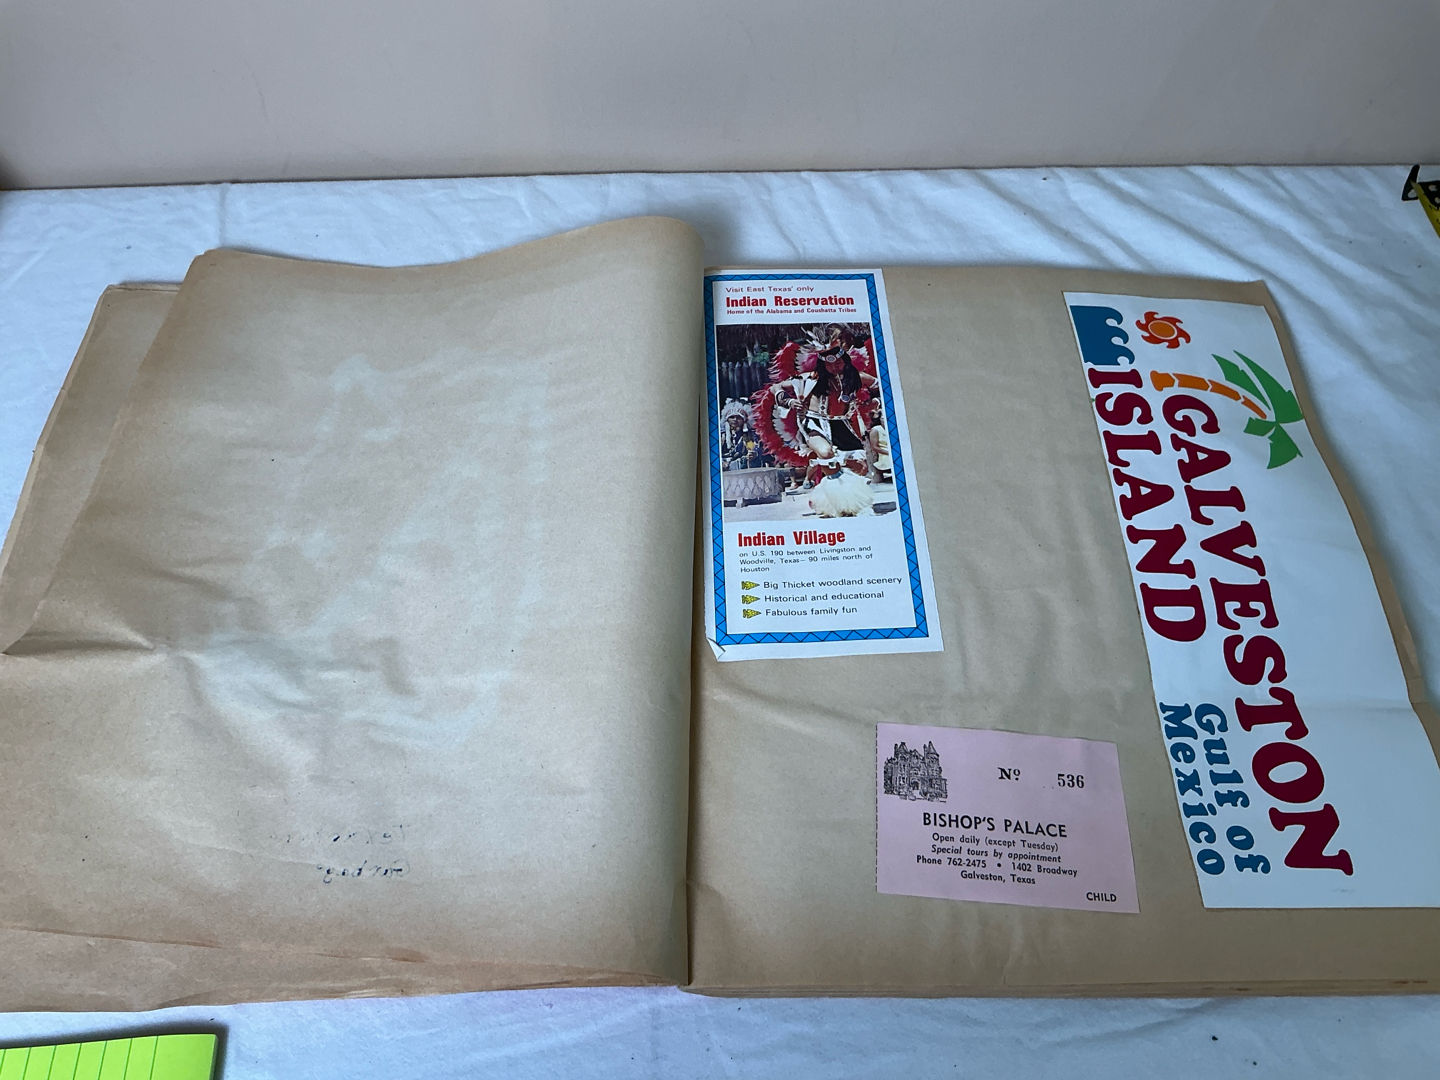 Visit East Texas' only
Indian Reservation
Home of the Alabama and Coushatta Tribes
Indian Village
on U.S. 190 between Livingston and
Woodville, Texas— 90 miles north of
Houston
Big Thicket woodland scenery
Historical and educational
Fabulous family fun
Nº 536
BISHOP'S PALACE
Open daily (except Tuesday)
Special tours by appointment
Phone 762-2475 • 1402 Broadway
Galveston, Texas
CHILD
GALVESTON
ISLAND
Gulf of
Mexico